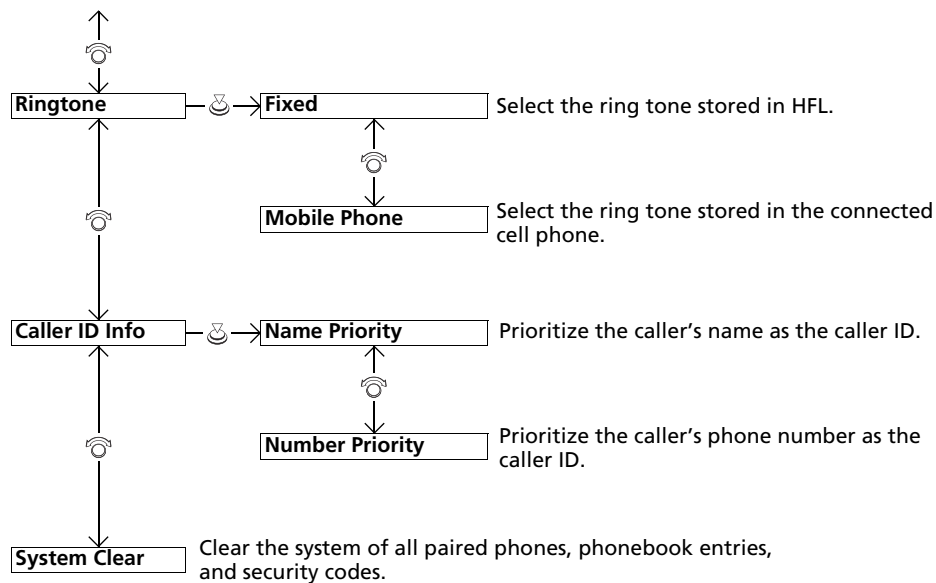 Ringtone
Fixed
Select the ring tone stored in HFL.
Mobile Phone
Select the ring tone stored in the connected
cell phone.
Caller ID Info
Name Priority
Prioritize the caller's name as the caller ID.
Number Priority
Prioritize the caller's phone number as the
caller ID.
System Clear
Clear the system of all paired phones, phonebook entries,
and security codes.